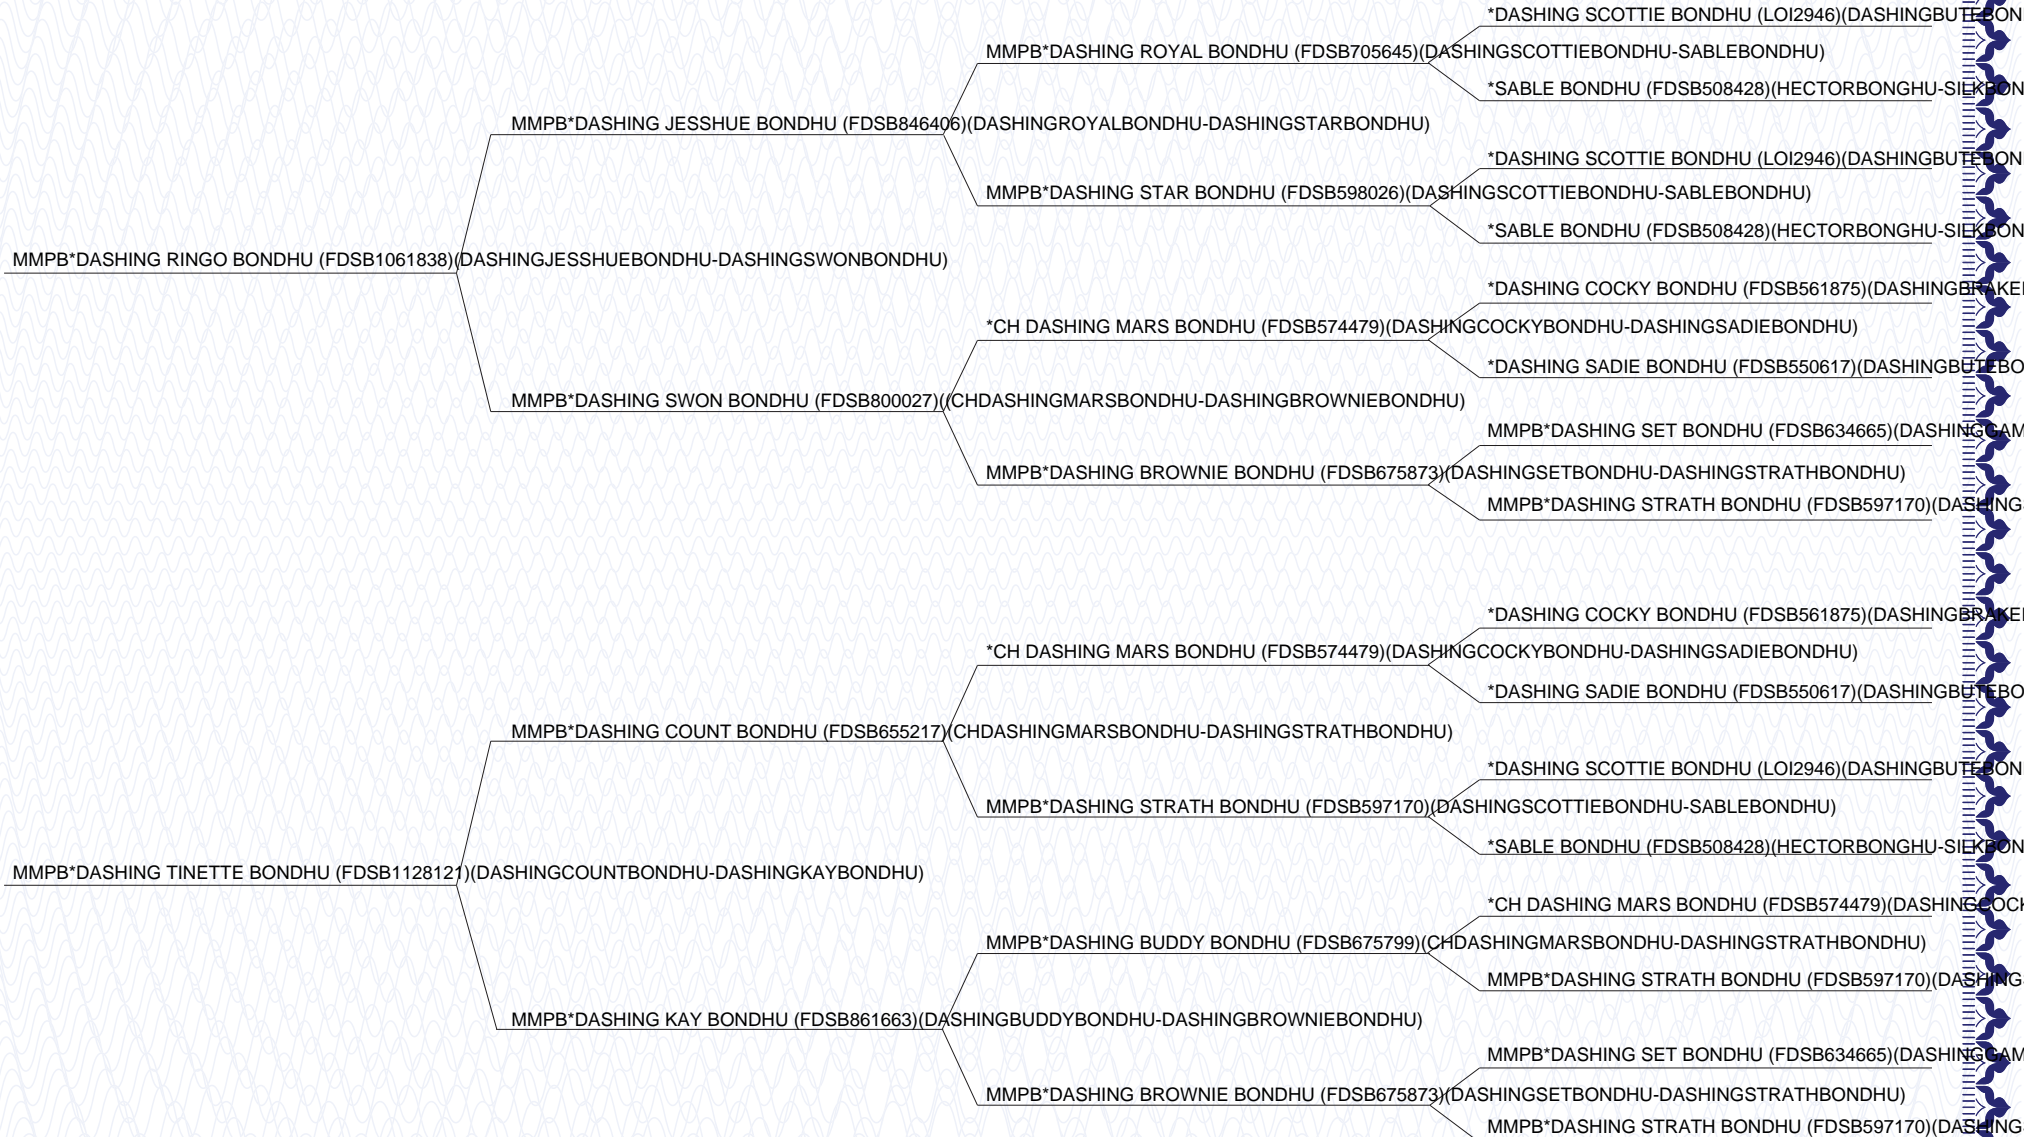 *DASHING SCOTTIE BONDHU (LOI2946)(DASHINGBUTEBON
MMPB*DASHING ROYAL BONDHU (FDSB705645)(DASHINGSCOTTIEBONDHU-SABLEBONDHU)
*SABLE BONDHU (FDSB508428)(HECTORBONGHU-SILKBON
MMPB*DASHING JESSHUE BONDHU (FDSB846406)(DASHINGROYALBONDHU-DASHINGSTARBONDHU)
*DASHING SCOTTIE BONDHU (LOI2946)(DASHINGBUTEBON
MMPB*DASHING STAR BONDHU (FDSB598026)(DASHINGSCOTTIEBONDHU-SABLEBONDHU)
*SABLE BONDHU (FDSB508428)(HECTORBONGHU-SILKBON
MMPB*DASHING RINGO BONDHU (FDSB1061838)(DASHINGJESSHUEBONDHU-DASHINGSWONBONDHU)
*DASHING COCKY BONDHU (FDSB561875)(DASHINGBRAKE
*CH DASHING MARS BONDHU (FDSB574479)(DASHINGCOCKYBONDHU-DASHINGSADIEBONDHU)
*DASHING SADIE BONDHU (FDSB550617)(DASHINGBUTEBO
MMPB*DASHING SWON BONDHU (FDSB800027)((CHDASHINGMARSBONDHU-DASHINGBROWNIEBONDHU)
MMPB*DASHING SET BONDHU (FDSB634665)(DASHINGGAM
MMPB*DASHING BROWNIE BONDHU (FDSB675873)(DASHINGSETBONDHU-DASHINGSTRATHBONDHU)
MMPB*DASHING STRATH BONDHU (FDSB597170)(DASHING
*DASHING COCKY BONDHU (FDSB561875)(DASHINGBRAKE
*CH DASHING MARS BONDHU (FDSB574479)(DASHINGCOCKYBONDHU-DASHINGSADIEBONDHU)
*DASHING SADIE BONDHU (FDSB550617)(DASHINGBUTEBO
MMPB*DASHING COUNT BONDHU (FDSB655217)(CHDASHINGMARSBONDHU-DASHINGSTRATHBONDHU)
*DASHING SCOTTIE BONDHU (LOI2946)(DASHINGBUTEBON
MMPB*DASHING STRATH BONDHU (FDSB597170)(DASHINGSCOTTIEBONDHU-SABLEBONDHU)
*SABLE BONDHU (FDSB508428)(HECTORBONGHU-SILKBON
MMPB*DASHING TINETTE BONDHU (FDSB1128121)(DASHINGCOUNTBONDHU-DASHINGKAYBONDHU)
*CH DASHING MARS BONDHU (FDSB574479)(DASHINGCOCK
MMPB*DASHING BUDDY BONDHU (FDSB675799)(CHDASHINGMARSBONDHU-DASHINGSTRATHBONDHU)
MMPB*DASHING STRATH BONDHU (FDSB597170)(DASHING
MMPB*DASHING KAY BONDHU (FDSB861663)(DASHINGBUDDYBONDHU-DASHINGBROWNIEBONDHU)
MMPB*DASHING SET BONDHU (FDSB634665)(DASHINGGAM
MMPB*DASHING BROWNIE BONDHU (FDSB675873)(DASHINGSETBONDHU-DASHINGSTRATHBONDHU)
MMPB*DASHING STRATH BONDHU (FDSB597170)(DASHING